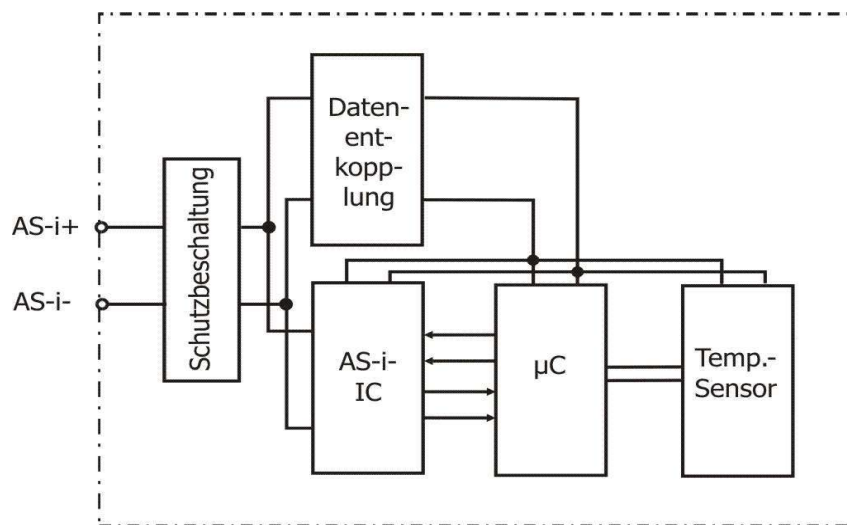 Daten-
ent-
kopp-
lung
Schutzbeschaltung
AS-i+
AS-i-
AS-i-
IC
µC
Temp.-
Sensor